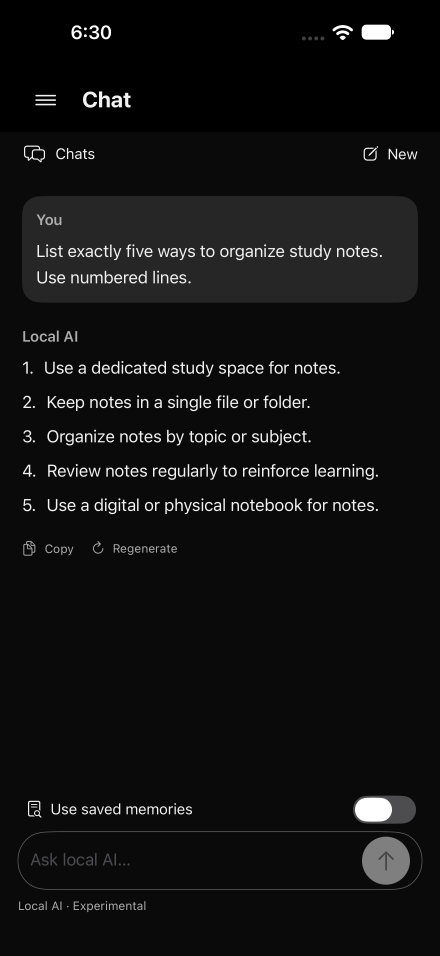 6:30
Chat
Chats
New
You
List exactly five ways to organize study notes.
Use numbered lines.
Local AI
1. Use a dedicated study space for notes.
2. Keep notes in a single file or folder.
3. Organize notes by topic or subject.
4. Review notes regularly to reinforce learning.
5. Use a digital or physical notebook for notes.
Copy
Regenerate
Use saved memories
Ask local AI...
Local AI · Experimental